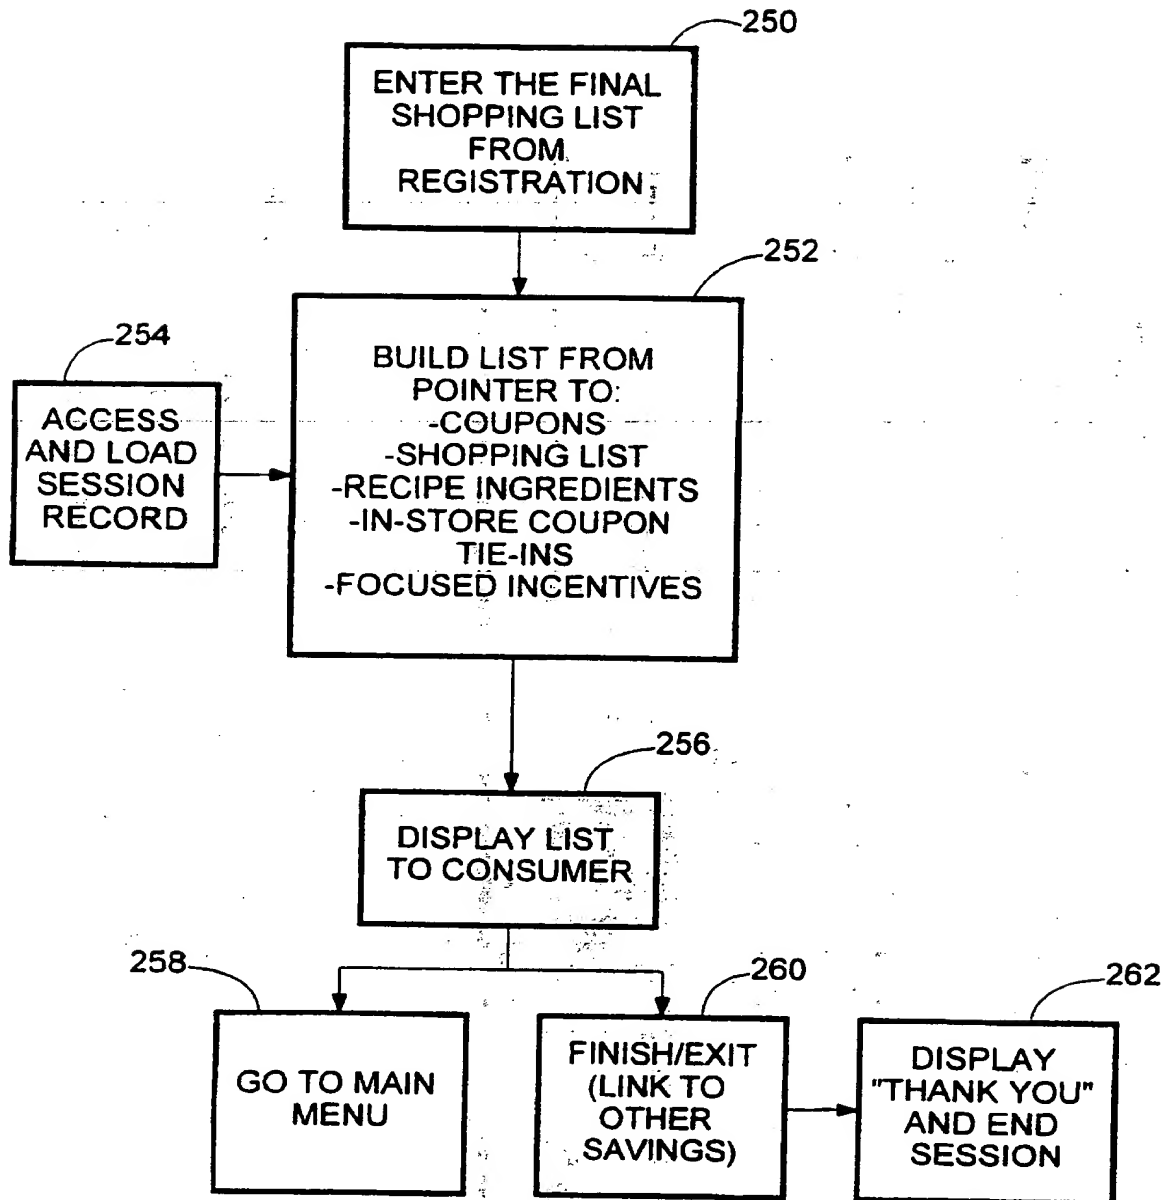 250
ENTER THE FINAL
SHOPPING LIST
FROM
REGISTRATION
252
254
BUILD LIST FROM
POINTER TO:
-COUPONS
-SHOPPING LIST
-RECIPE INGREDIENTS
-IN-STORE COUPON
TIE-INS
-FOCUSED INCENTIVES
ACCESS
AND LOAD
SESSION
RECORD
256
DISPLAY LIST
TO CONSUMER
258
260
262
GO TO MAIN
MENU
FINISH/EXIT
(LINK TO
OTHER
SAVINGS)
DISPLAY
"THANK YOU"
AND END
SESSION